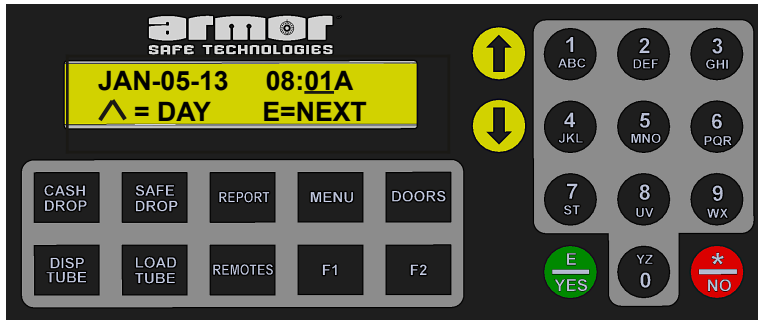 armor
SAFE TECHNOLOGIES
JAN-05-13 08:01A
^ = DAY E=NEXT
CASH
DROP
SAFE
DROP
REPORT
MENU
DOORS
DISP
TUBE
LOAD
TUBE
REMOTES
F1
F2
1
ABC
2
DEF
3
GHI
4
JKL
5
MNO
6
PQR
7
ST
8
UV
9
WX
E
YES
YZ
0
*
NO